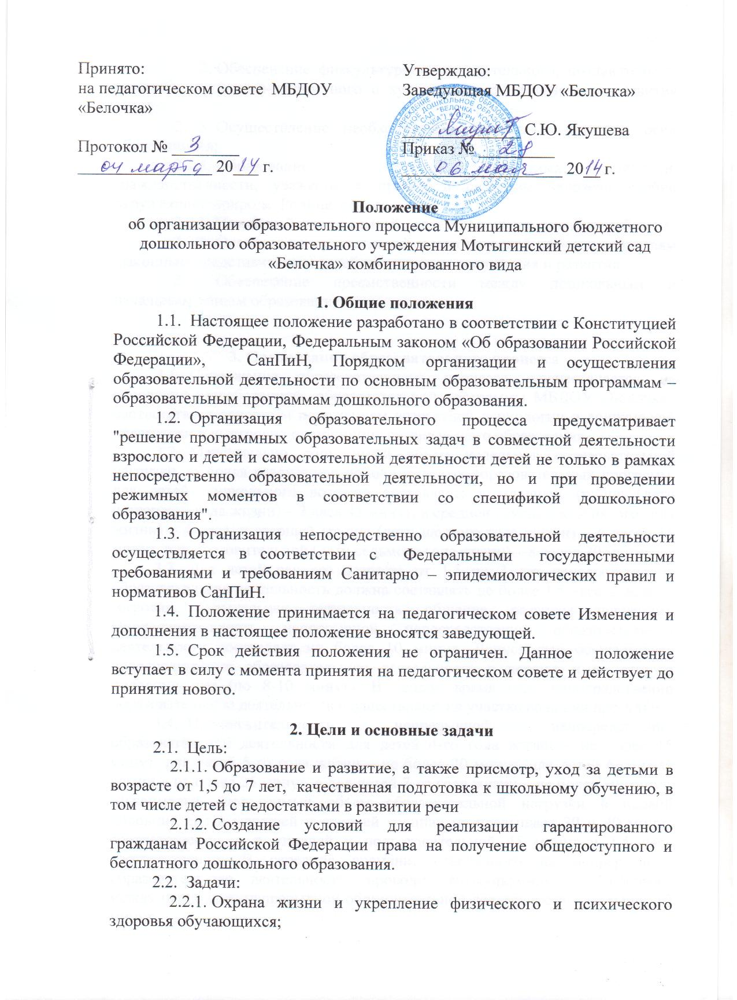 Принято:
на педагогическом совете МБДОУ
«Белочка»
Протокол № 3
04 марта 2014 г.
Утверждаю:
Заведующая МБДОУ «Белочка»
С.Ю. Якушева
Приказ № 28
06 мая 2014 г.
Положение
об организации образовательного процесса Муниципального бюджетного
дошкольного образовательного учреждения Мотыгинский детский сад
«Белочка» комбинированного вида
1. Общие положения
1.1. Настоящее положение разработано в соответствии с Конституцией
Российской Федерации, Федеральным законом «Об образовании Российской
Федерации», СанПиН, Порядком организации и осуществления
образовательной деятельности по основным образовательным программам –
образовательным программам дошкольного образования.
1.2. Организация образовательного процесса предусматривает
"решение программных образовательных задач в совместной деятельности
взрослого и детей и самостоятельной деятельности детей не только в рамках
непосредственно образовательной деятельности, но и при проведении
режимных моментов в соответствии со спецификой дошкольного
образования".
1.3. Организация непосредственно образовательной деятельности
осуществляется в соответствии с Федеральными государственными
требованиями и требованиям Санитарно – эпидемиологических правил и
нормативов СанПиН.
1.4. Положение принимается на педагогическом совете Изменения и
дополнения в настоящее положение вносятся заведующей.
1.5. Срок действия положения не ограничен. Данное положение
вступает в силу с момента принятия на педагогическом совете и действует до
принятия нового.
2. Цели и основные задачи
2.1. Цель:
2.1.1. Образование и развитие, а также присмотр, уход за детьми в
возрасте от 1,5 до 7 лет, качественная подготовка к школьному обучению, в
том числе детей с недостатками в развитии речи
2.1.2. Создание условий для реализации гарантированного
гражданам Российской Федерации права на получение общедоступного и
бесплатного дошкольного образования.
2.2. Задачи:
2.2.1. Охрана жизни и укрепление физического и психического
здоровья обучающихся;